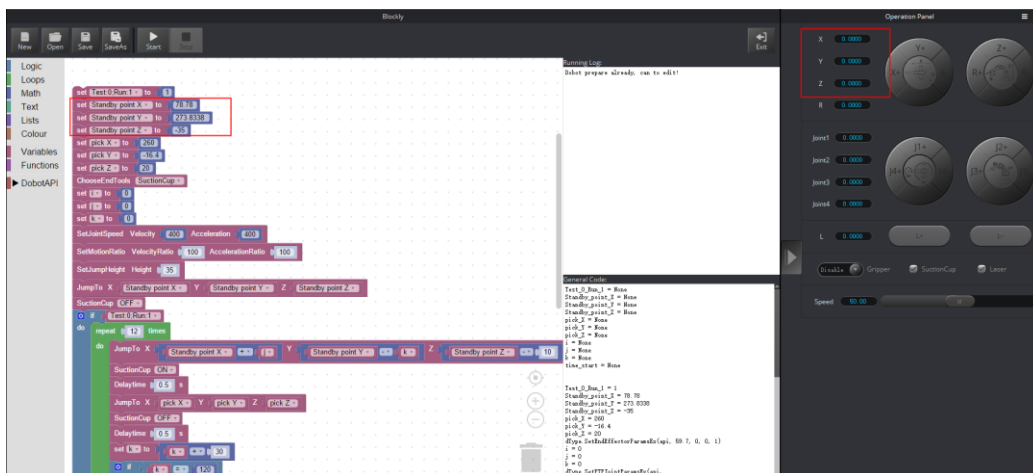 Blockly
Operation Panel
New Open Save SaveAs Start Exit
Logic
Loops
Math
Text
Lists
Colour
Variables
Functions
DobotAPI
set Test:0;Run:1 to 1
set Standby point X to 78.78
set Standby point Y to 273.8338
set Standby point Z to -35
set pick X to 260
set pick Y to -16.4
set pick Z to 20
ChooseEndTools SuctionCup
set i to 0
set j to 0
set k to 0
SetJointSpeed Velocity 400 Acceleration 400
SetMotionRatio VelocityRatio 100 AccelerationRatio 100
SetJumpHeight Height 35
JumpTo X Standby point X Y Standby point Y Z Standby point Z
SuctionCup OFF
if Test:0;Run:1
do repeat 12 times
do JumpTo X Standby point X + j Y Standby point Y - k Z Standby point Z - 10
SuctionCup ON
Delaytime 0.5 s
JumpTo X pick X Y pick Y Z pick Z
SuctionCup OFF
Delaytime 0.5 s
set k to k + 30
if k = 120
Running Log:
Dobot prepare already, can to edit!
General Code:
Test_0_Run_1 = None
Standby_point_X = None
Standby_point_Y = None
Standby_point_Z = None
pick_X = None
pick_Y = None
pick_Z = None
i = None
j = None
k = None
time_start = None
Test_0_Run_1 = 1
Standby_point_X = 78.78
Standby_point_Y = 273.8338
Standby_point_Z = -35
pick_X = 260
pick_Y = -16.4
pick_Z = 20
dType.SetEndEffectorParamsEx(api, 59.7, 0, 0, 1)
i = 0
j = 0
k = 0
dType.SetPTPJointParamsEx(api,
X 0.0000
Y 0.0000
Z 0.0000
R 0.0000
Y+
X+
Z+
R+
Joint1 0.0000
Joint2 0.0000
Joint3 0.0000
Joint4 0.0000
J1+
J4+
J2+
J3+
L 0.0000 L+ L-
Disable Gripper SuctionCup Laser
Speed 50.00